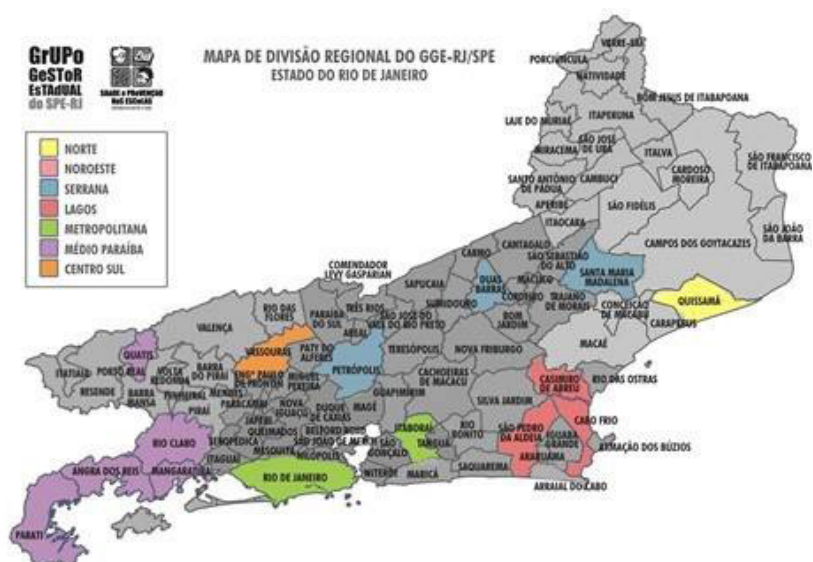 GrUPo
GeSToR
EsTAdUAL
do SPE-RJ
SAÚDE e PReVeNÇÃO
NaS ESCoLaS
MAPA DE DIVISÃO REGIONAL DO GGE-RJ/SPE
ESTADO DO RIO DE JANEIRO
NORTE
NOROESTE
SERRANA
LAGOS
METROPOLITANA
MÉDIO PARAÍBA
CENTRO SUL
VARRE-SAI
PORCIÚNCULA
NATIVIDADE
BOM JESUS DE ITABAPOANA
ITAPERUNA
LAJE DO MURIAÉ
SÃO JOSÉ
DE UBÁ
MIRACEMA
ITALVA
SÃO FRANCISCO
DE ITABAPOANA
CARDOSO
MOREIRA
SANTO ANTÔNIO
DE PADUA
CAMBUCI
APERIBÉ
SÃO FIDÉLIS
ITAOCARA
SÃO JOÃO
DA BARRA
CAMPOS DOS GOYTACAZES
CANTAGALO
CARMO
SÃO SEBASTIÃO
DO ALTO
COMENDADOR
LEVY GASPARIAN
SAPUCAIA
DUAS
BARRAS
MACUCO
SANTA MARIA
MADALENA
CORDEIRO
TRAJANO
DE MORAIS
CONCEIÇÃO
DE MACABU
QUISSAMÃ
CARAPEBUS
RIO DAS
FLORES
PARAÍBA
DO SUL
TRÊS RIOS
SÃO JOSÉ DO
VALE DO RIO PRETO
SUMIDOURO
BOM
JARDIM
VALENÇA
AREAL
MACAÉ
QUATIS
VASSOURAS
PATY DO
ALFERES
TERESÓPOLIS
NOVA FRIBURGO
PETRÓPOLIS
ITATIAIA
PORTO REAL
VOLTA
REDONDA
BARRA
DO PIRAÍ
ENGº PAULO
DE FRONTIN
MIGUEL
PEREIRA
CACHOEIRAS
DE MACACU
CASIMIRO
DE ABREU
RIO DAS OSTRAS
RESENDE
BARRA
MANSA
PINHEIRAL
MENDES
PARACAMBI
GUAPIMIRIM
PIRAÍ
NOVA
IGUAÇU
DUQUE
DE CAXIAS
MAGÉ
SILVA JARDIM
JAPERI
CABO FRIO
RIO CLARO
SEROPÉDICA
QUEIMADOS
BELFORD ROXO
ITABORAÍ
RIO
BONITO
SÃO PEDRO
DA ALDEIA
IGUABA
GRANDE
SÃO JOÃO DE MERITI
MESQUITA
NILÓPOLIS
SÃO
GONÇALO
TANGUÁ
ARMAÇÃO DOS BÚZIOS
ARARUAMA
ITAGUAÍ
ANGRA DOS REIS
MANGARATIBA
RIO DE JANEIRO
NITERÓI
MARICÁ
SAQUAREMA
ARRAIAL DO CABO
PARATI